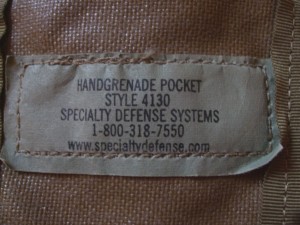 HANDGRENADE POCKET
STYLE 4130
SPECIALTY DEFENSE SYSTEMS
1-800-318-7550
www.specialtydefense.com